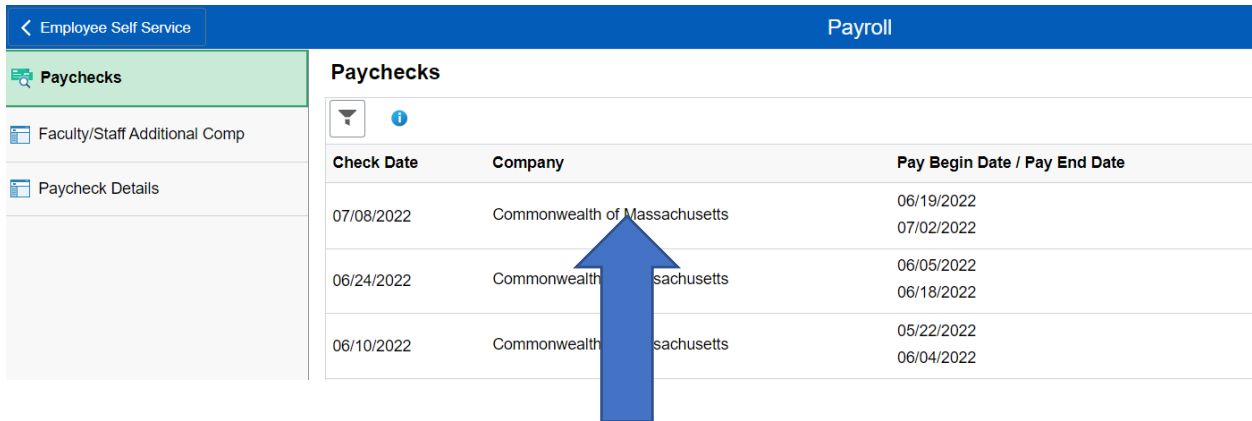 Employee Self Service
Payroll
Paychecks
Faculty/Staff Additional Comp
Paycheck Details
Paychecks
Check Date Company Pay Begin Date / Pay End Date
07/08/2022 Commonwealth of Massachusetts 06/19/2022
07/02/2022
06/24/2022 Commonwealth 06/05/2022
06/18/2022
06/10/2022 Commonwealth 05/22/2022
06/04/2022